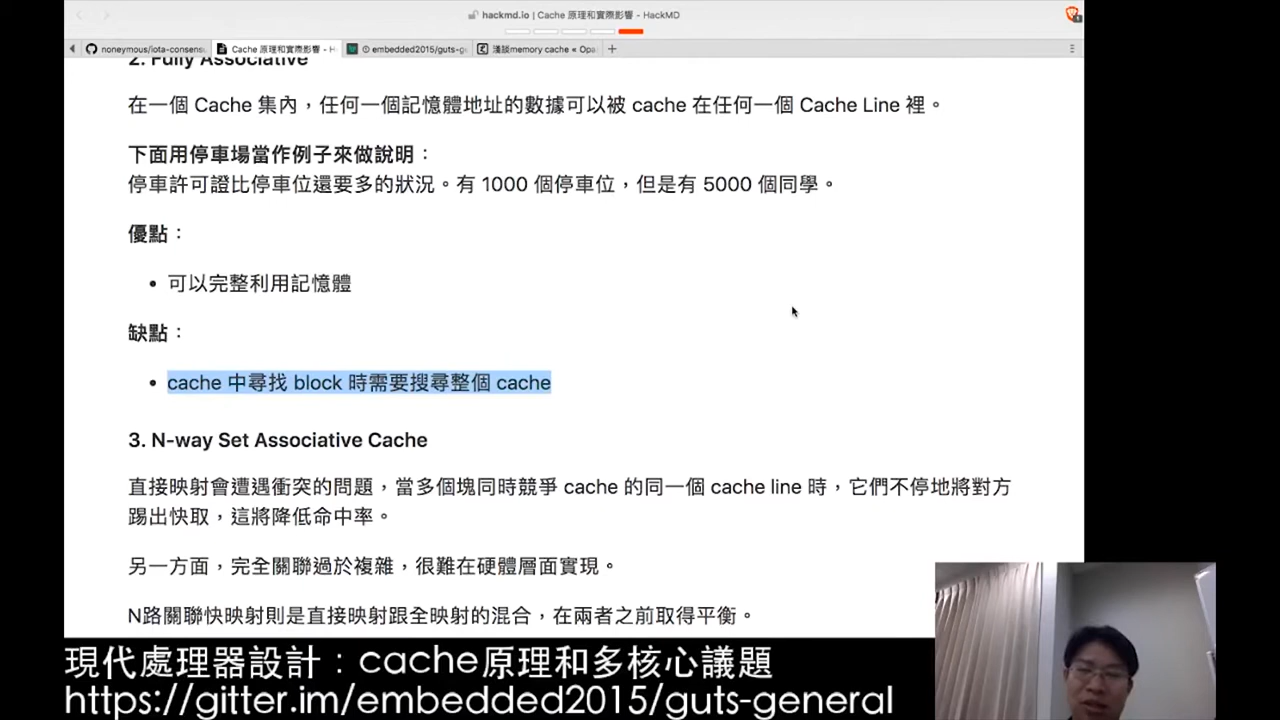 hackmd.io | Cache 原理和實際影響 - HackMD
noneymous/iota-consensu
Cache 原理和實際影響 - H
embedded2015/guts-g
淺談memory cache « Opa
2. Fully Associative
在一個 Cache 集內，任何一個記憶體地址的數據可以被 cache 在任何一個 Cache Line 裡。
下面用停車場當作例子來做說明：
停車許可證比停車位還要多的狀況。有 1000 個停車位，但是有 5000 個同學。
優點：
• 可以完整利用記憶體
缺點：
• cache 中尋找 block 時需要搜尋整個 cache
3. N-way Set Associative Cache
直接映射會遭遇衝突的問題，當多個塊同時競爭 cache 的同一個 cache line 時，它們不停地將對方
踢出快取，這將降低命中率。
另一方面，完全關聯過於複雜，很難在硬體層面實現。
N路關聯快映射則是直接映射跟全映射的混合，在兩者之前取得平衡。
現代處理器設計：cache原理和多核心議題
https://gitter.im/embedded2015/guts-general